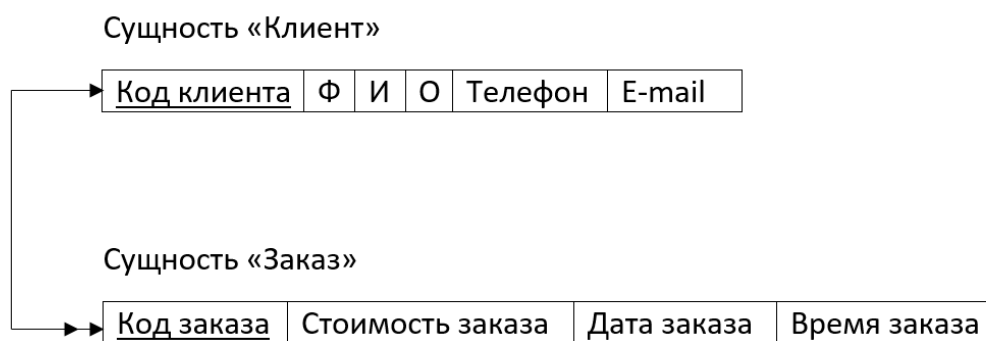 Сущность «Клиент»
Код клиента Ф И О Телефон E-mail
Сущность «Заказ»
Код заказа Стоимость заказа Дата заказа Время заказа